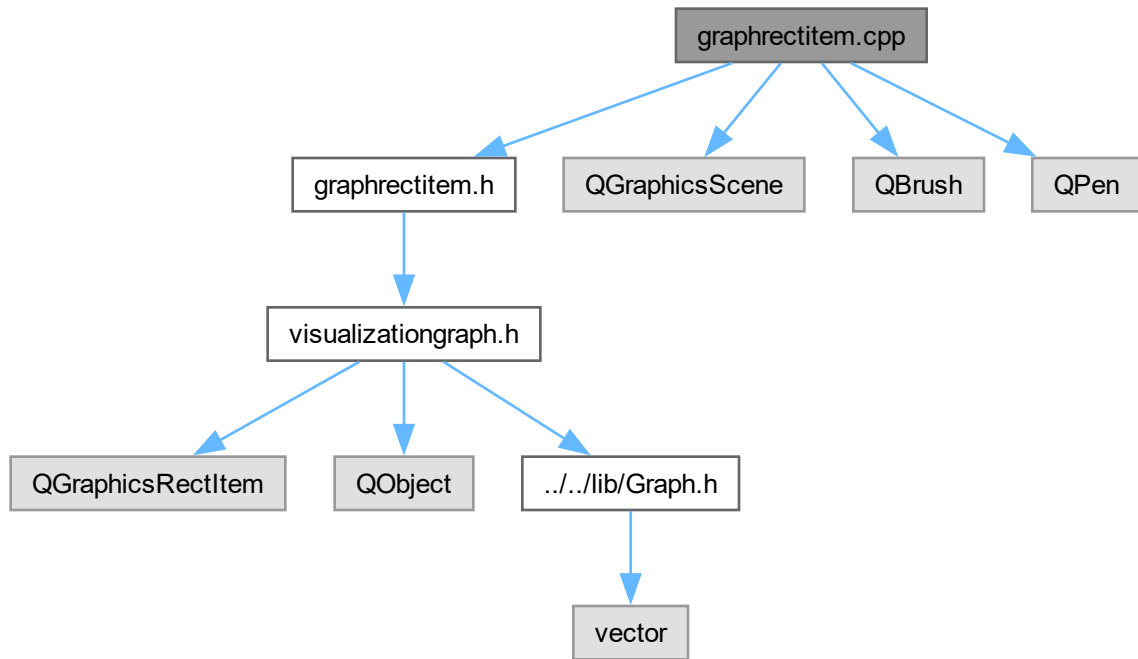 graphrectitem.cpp
graphrectitem.h
QGraphicsScene
QBrush
QPen
visualizationgraph.h
QGraphicsRectItem
QObject
../../lib/Graph.h
vector